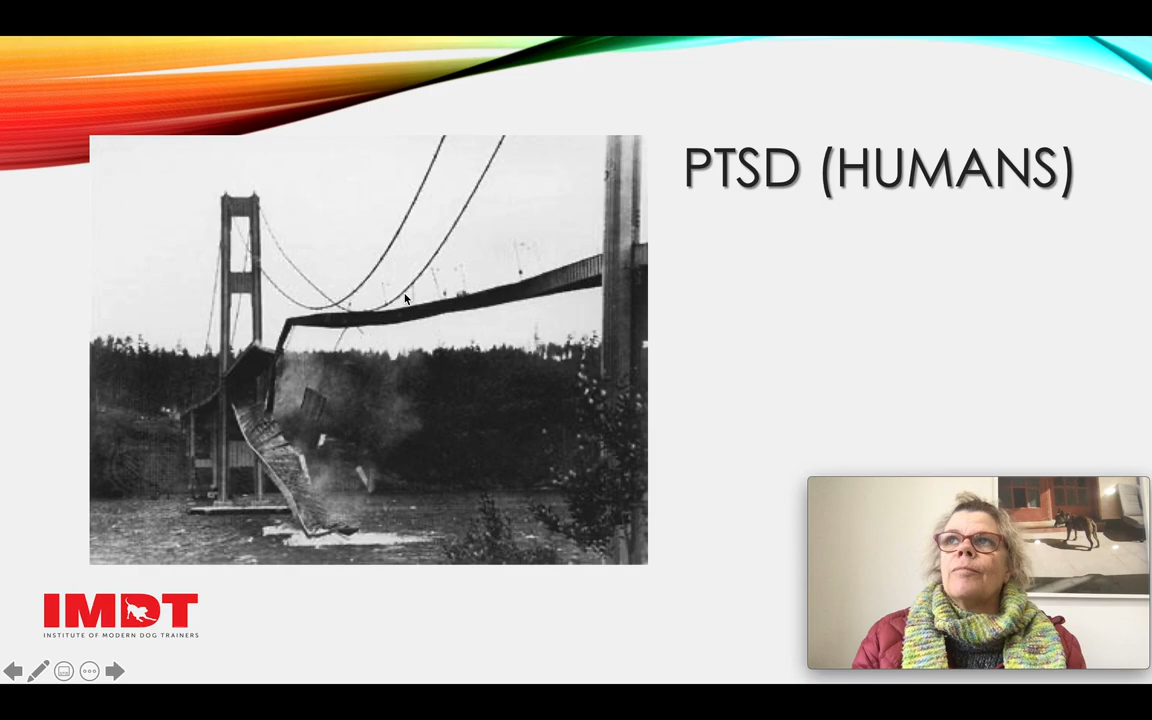 PTSD (HUMANS)
IMDT
INSTITUTE OF MODERN DOG TRAINERS